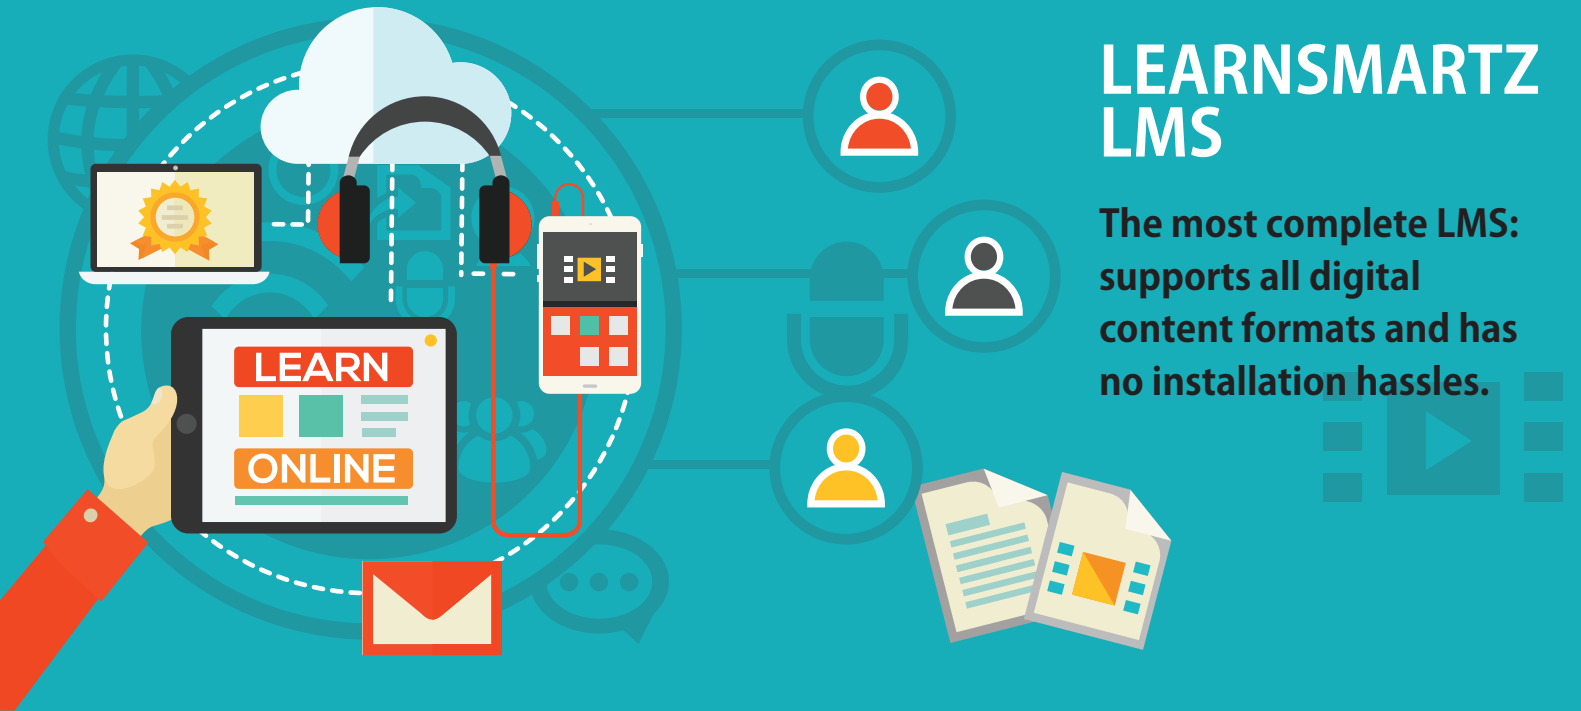 LEARNSMARTZ
LMS
The most complete LMS:
supports all digital
content formats and has
no installation hassles.
LEARN
ONLINE